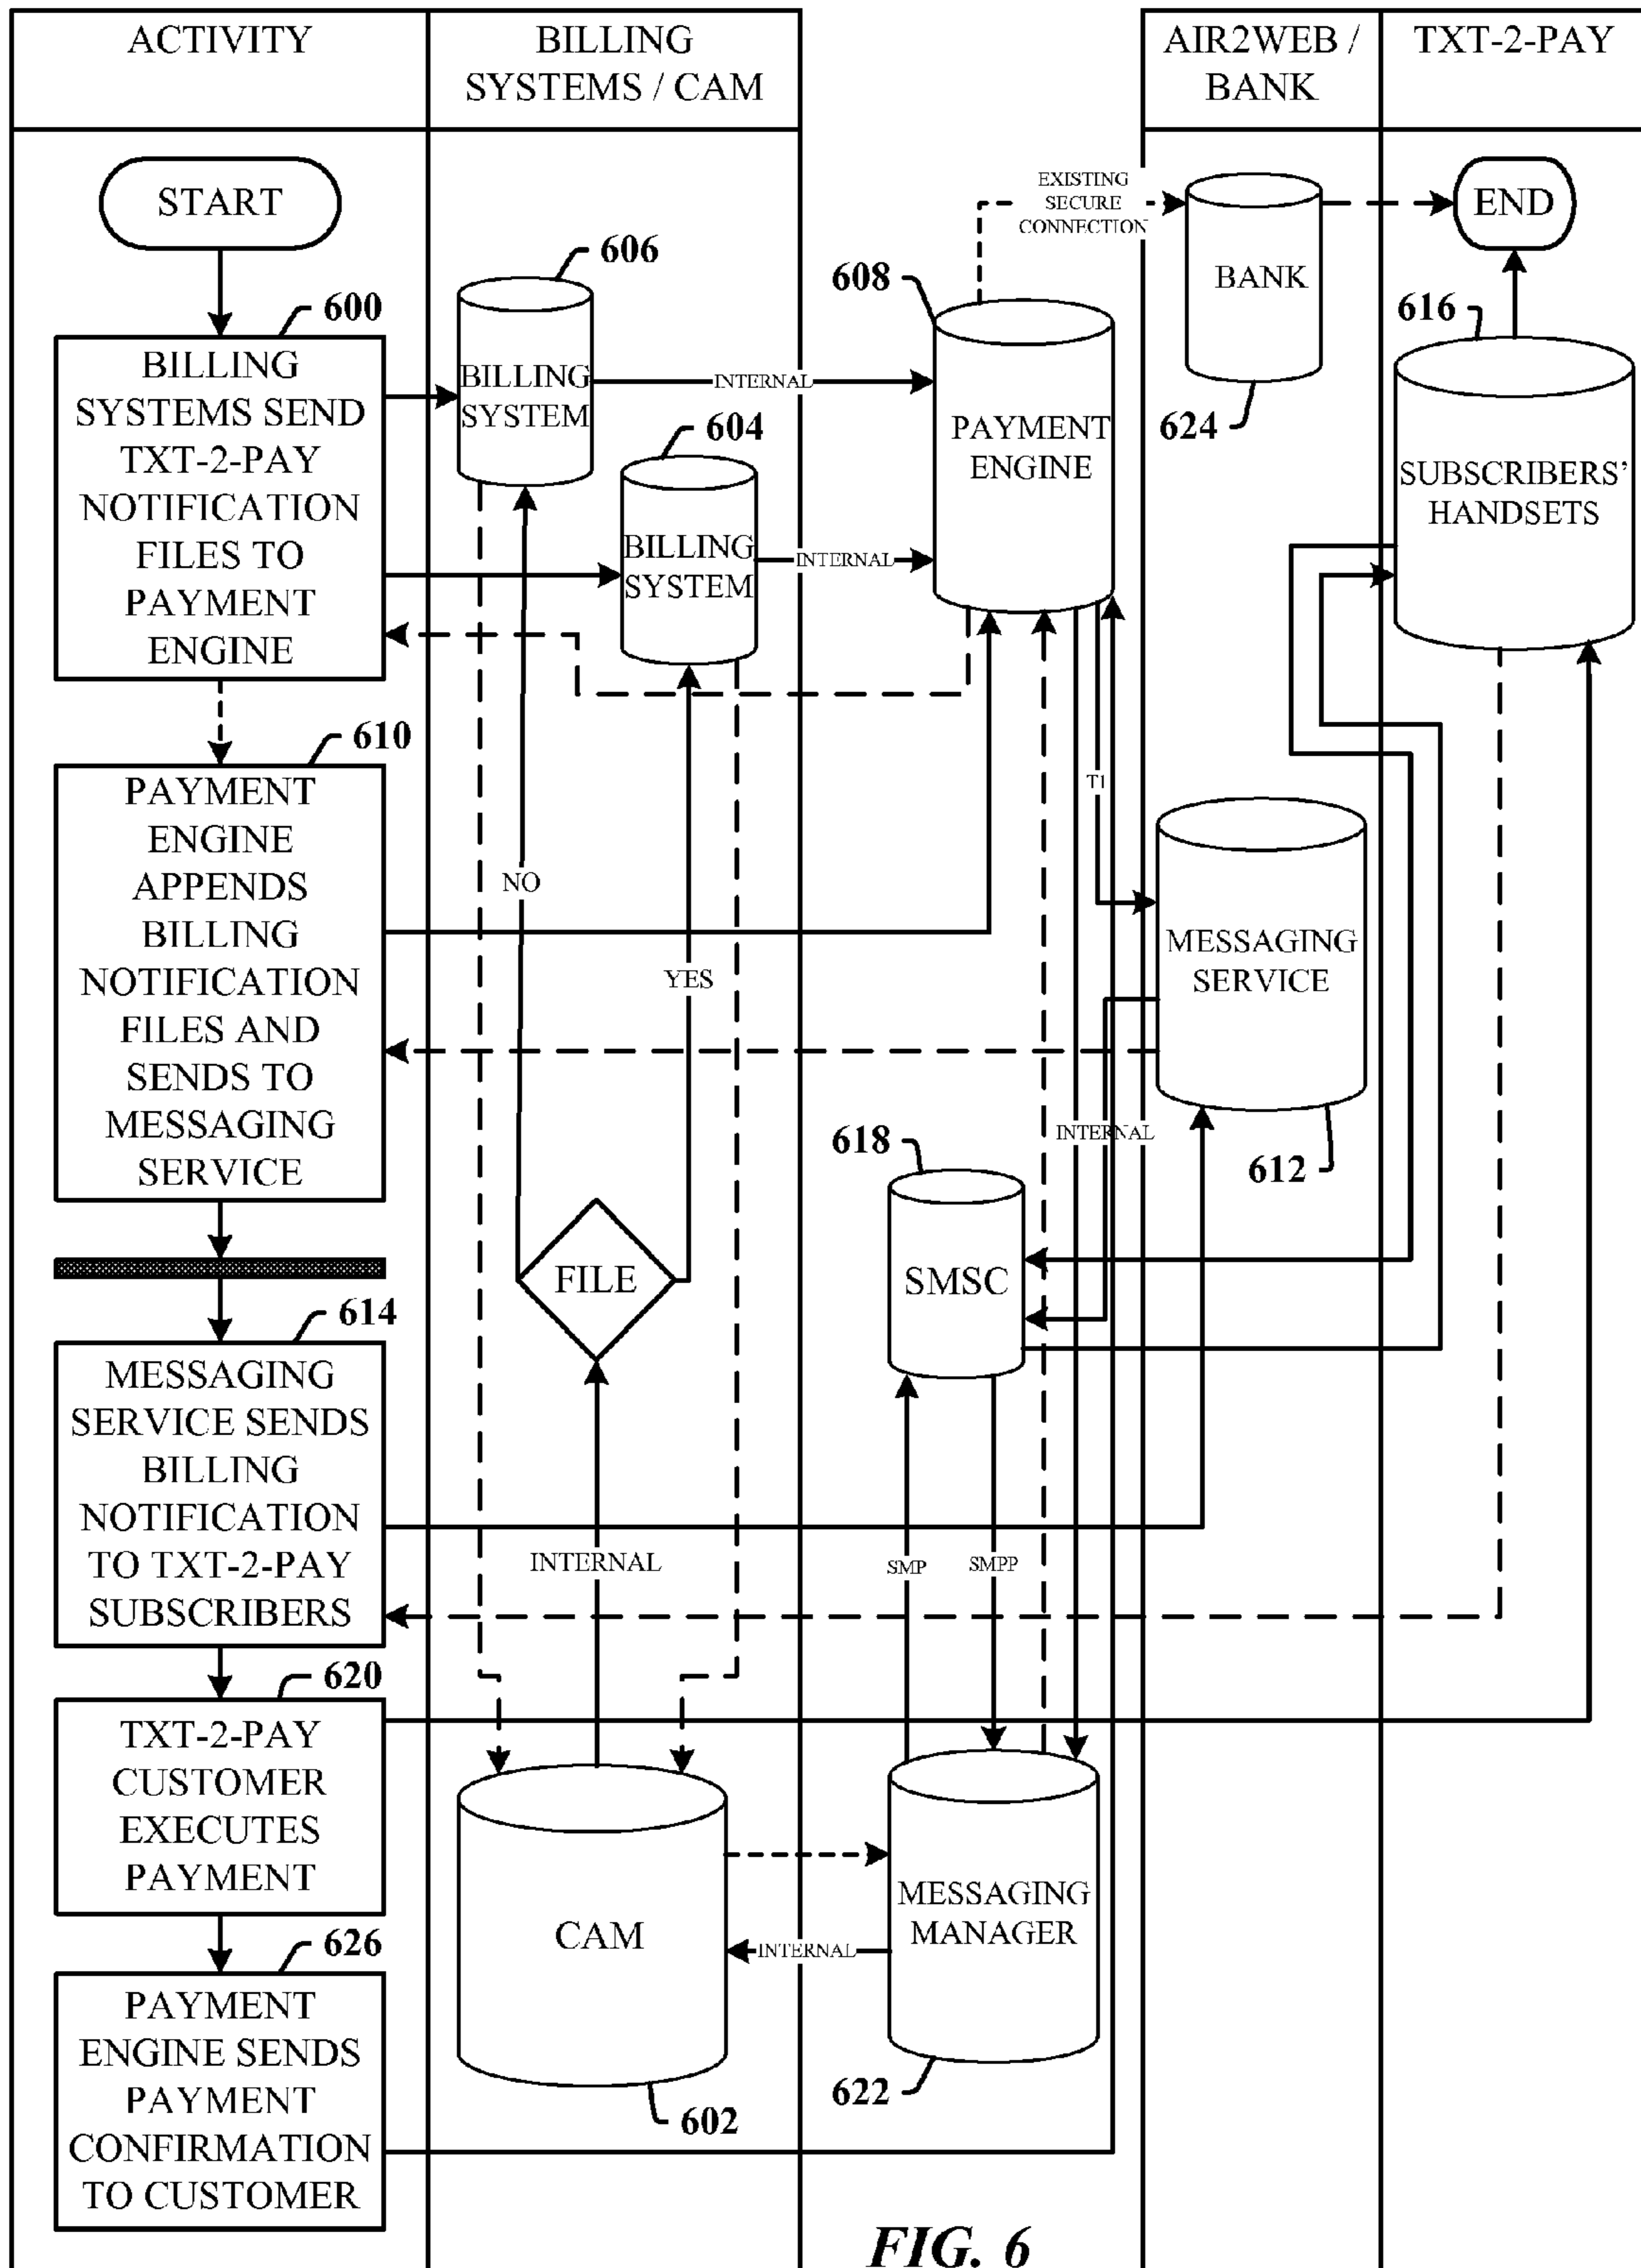 ACTIVITY
BILLING
SYSTEMS / CAM
AIR2WEB /
BANK
TXT-2-PAY
START
600
BILLING
SYSTEMS SEND
TXT-2-PAY
NOTIFICATION
FILES TO
PAYMENT
ENGINE
610
PAYMENT
ENGINE
APPENDS
BILLING
NOTIFICATION
FILES AND
SENDS TO
MESSAGING
SERVICE
614
MESSAGING
SERVICE SENDS
BILLING
NOTIFICATION
TO TXT-2-PAY
SUBSCRIBERS
620
TXT-2-PAY
CUSTOMER
EXECUTES
PAYMENT
626
PAYMENT
ENGINE SENDS
PAYMENT
CONFIRMATION
TO CUSTOMER
606
BILLING
SYSTEM
INTERNAL
604
BILLING
SYSTEM
INTERNAL
NO
YES
FILE
INTERNAL
CAM
602
608
PAYMENT
ENGINE
EXISTING
SECURE
CONNECTION
T1
INTERNAL
618
SMSC
SMP
SMPP
MESSAGING
MANAGER
INTERNAL
622
BANK
624
MESSAGING
SERVICE
612
END
616
SUBSCRIBERS'
HANDSETS
FIG. 6